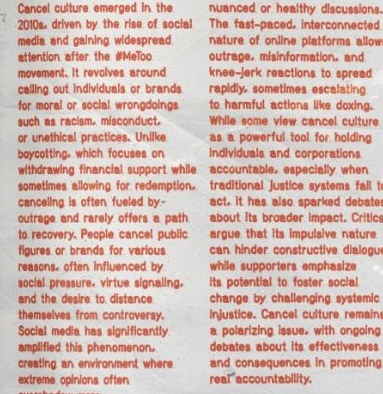 Cancel culture emerged in the
2010s, driven by the rise of social
media and gaining widespread
attention after the #MeToo
movement. It revolves around
calling out individuals or brands
for moral or social wrongdoings
such as racism, misconduct,
or unethical practices. Unlike
boycotting, which focuses on
withdrawing financial support while
sometimes allowing for redemption,
canceling is often fueled by
outrage and rarely offers a path
to recovery. People cancel public
figures or brands for various
reasons, often influenced by
social pressure, virtue signaling,
and the desire to distance
themselves from controversy.
Social media has significantly
amplified this phenomenon,
creating an environment where
extreme opinions often
nuanced or healthy discussions.
The fast-paced, interconnected
nature of online platforms allow
outrage, misinformation, and
knee-jerk reactions to spread
rapidly, sometimes escalating
to harmful actions like doxing.
While some view cancel culture
as a powerful tool for holding
individuals and corporations
accountable, especially when
traditional justice systems fail to
act, it has also sparked debates
about its broader impact. Critics
argue that its impulsive nature
can hinder constructive dialogue
while supporters emphasize
its potential to foster social
change by challenging systemic
injustice. Cancel culture remains
a polarizing issue, with ongoing
debates about its effectiveness
and consequences in promoting
real accountability.